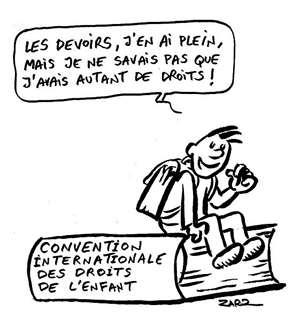 LES DEVOIRS, J'EN AI PLEIN,
MAIS JE NE SAVAIS PAS QUE
J'AVAIS AUTANT DE DROITS !
CONVENTION
INTERNATIONALE
DES DROITS
DE L'ENFANT